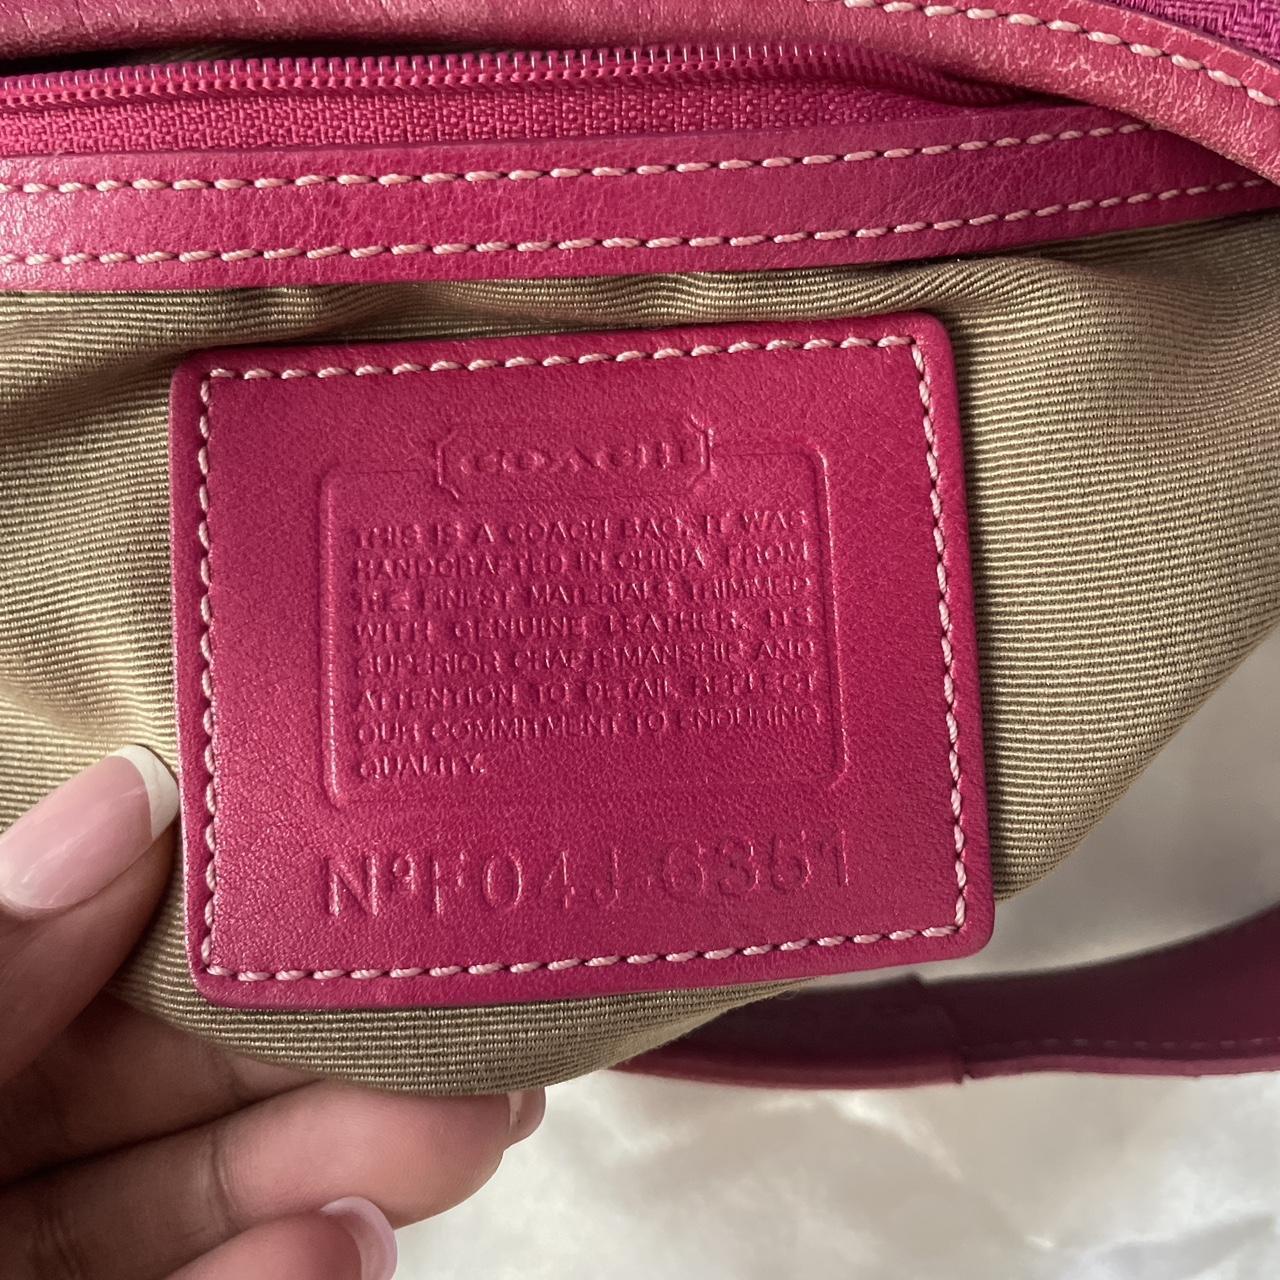 COACH
THIS IS A COACH BAG. IT WAS
HANDCRAFTED IN CHINA FROM
THE FINEST MATERIALS TRIMMED
WITH GENUINE LEATHER. ITS
SUPERIOR CRAFTSMANSHIP AND
ATTENTION TO DETAIL REFLECT
OUR COMMITMENT TO ENDURING
QUALITY.
Nº F04J-6351